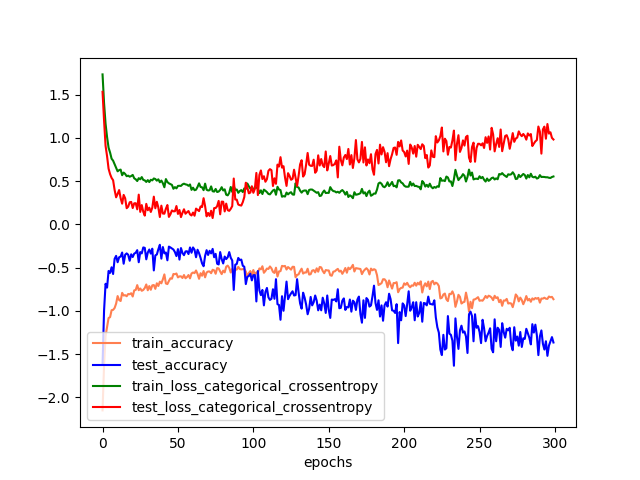 1.5
1.0
0.5
0.0
−0.5
−1.0
−1.5
−2.0
train_accuracy
test_accuracy
train_loss_categorical_crossentropy
test_loss_categorical_crossentropy
0 50 100 150 200 250 300
epochs